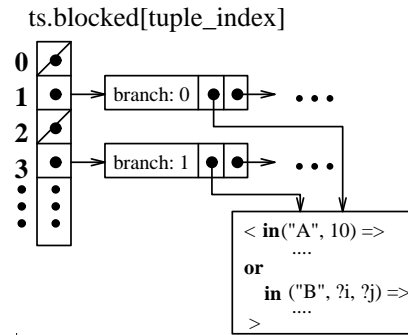 ts.blocked[tuple_index]
0
1
branch: 0
2
3
branch: 1
< in("A", 10) =>
....
or
in ("B", ?i, ?j) =>
....
>